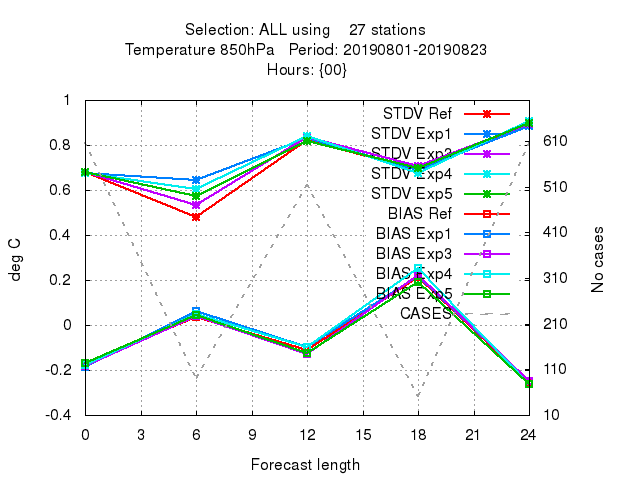 Selection: ALL using 27 stations
Temperature 850hPa Period: 20190801-20190823
Hours: {00}
1
0.8
0.6
0.4
0.2
0
-0.2
-0.4
deg C
STDV Ref
STDV Exp1
STDV Exp3
STDV Exp4
STDV Exp5
BIAS Ref
BIAS Exp1
BIAS Exp3
BIAS Exp4
BIAS Exp5
CASES
610
510
410
310
210
110
10
No cases
0 3 6 9 12 15 18 21 24
Forecast length